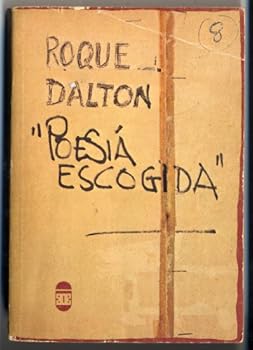 8
ROQUE
DALTON
"POESIÁ
ESCOGIDA"